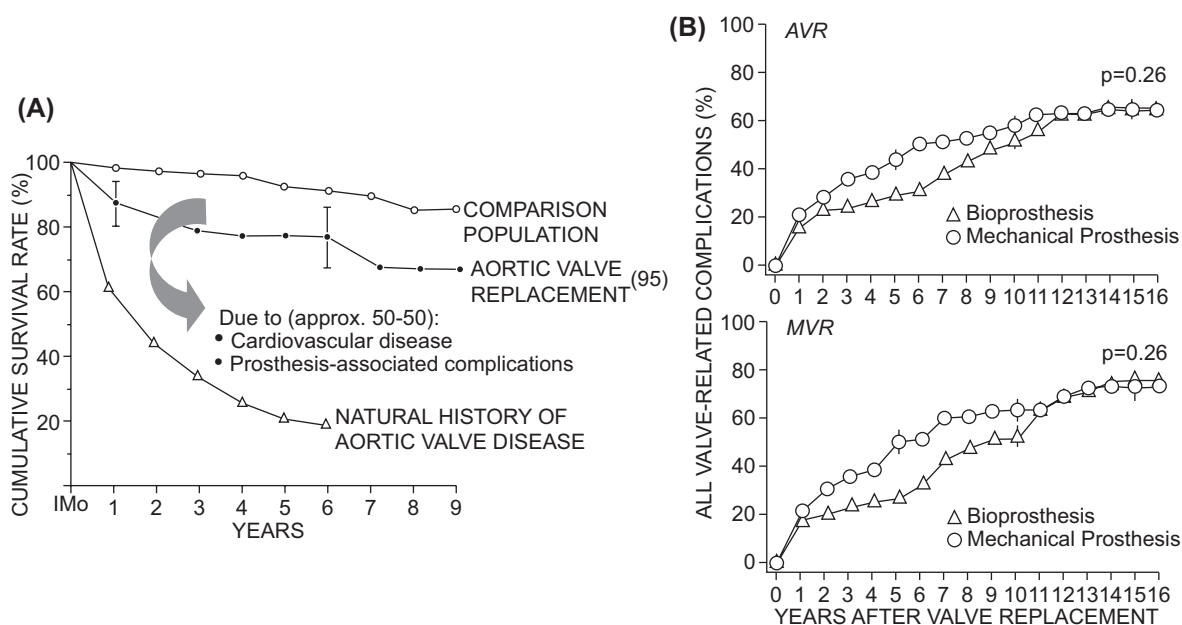 (A)
CUMULATIVE SURVIVAL RATE (%)
100
80
60
40
20
IMo 1 2 3 4 5 6 7 8 9
YEARS
COMPARISON
POPULATION
AORTIC VALVE
REPLACEMENT(95)
Due to (approx. 50-50):
• Cardiovascular disease
• Prosthesis-associated complications
NATURAL HISTORY OF
AORTIC VALVE DISEASE
(B)
ALL VALVE-RELATED COMPLICATIONS (%)
AVR
100
80
60
40
20
0
p=0.26
Bioprosthesis
Mechanical Prosthesis
0 1 2 3 4 5 6 7 8 9 10 11 12 13 14 15 16
MVR
100
80
60
40
20
0
p=0.26
Bioprosthesis
Mechanical Prosthesis
0 1 2 3 4 5 6 7 8 9 10 11 12 13 14 15 16
YEARS AFTER VALVE REPLACEMENT